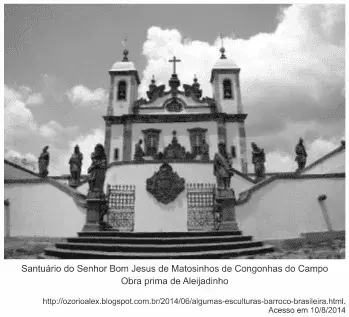 Santuário do Senhor Bom Jesus de Matosinhos de Congonhas do Campo
Obra prima de Aleijadinho
http://ozorioalex.blogspot.com.br/2014/06/algumas-esculturas-barroco-brasileira.html.
Acesso em 10/8/2014